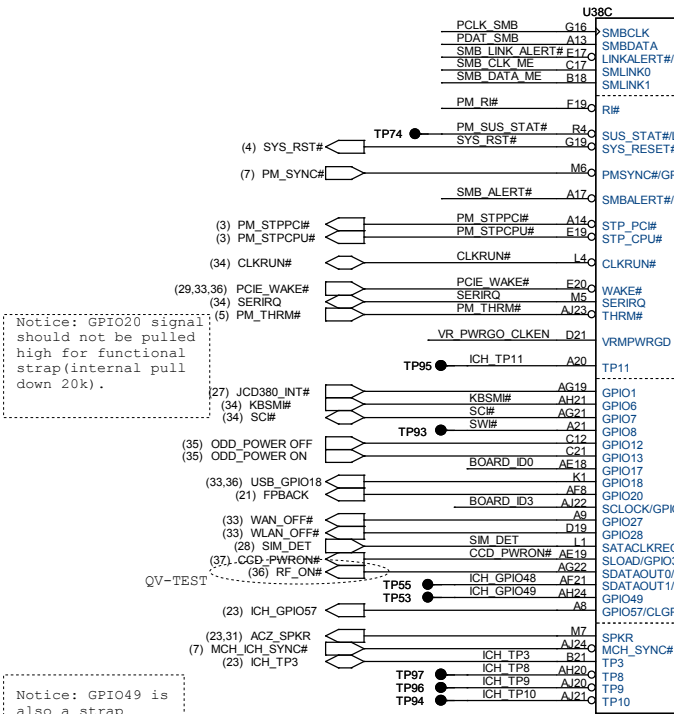 U38C
PCLK_SMB G16 SMBCLK
PDAT_SMB A13 SMBDATA
SMB_LINK_ALERT# E17 LINKALERT#/
SMB_CLK_ME C17 SMLINK0
SMB_DATA_ME B18 SMLINK1
PM_RI# F19 RI#
TP74 PM_SUS_STAT# R4 SUS_STAT#/
(4) SYS_RST# SYS_RST# G19 SYS_RESET#
(7) PM_SYNC# M6 PMSYNC#/GP
SMB_ALERT# A17 SMBALERT#/
(3) PM_STPPCI# PM_STPPCI# A14 STP_PCI#
(3) PM_STPCPU# PM_STPCPU# E19 STP_CPU#
(34) CLKRUN# CLKRUN# L4 CLKRUN#
(29,33,36) PCIE_WAKE# PCIE_WAKE# E20 WAKE#
(34) SERIRQ SERIRQ M5 SERIRQ
(5) PM_THRM# PM_THRM# AJ23 THRM#
Notice: GPIO20 signal
should not be pulled
high for functional
strap(internal pull
down 20k).
VR_PWRGO_CLKEN D21 VRMPWRGD
TP95 ICH_TP11 A20 TP11
(27) JCD380_INT# AG19 GPIO1
(34) KBSMI# KBSMI# AH21 GPIO6
(34) SCI# SCI# AG21 GPIO7
TP93 SWI# A21 GPIO8
(35) ODD_POWER OFF C12 GPIO12
(35) ODD_POWER ON C21 GPIO13
BOARD_ID0 AE18 GPIO17
(33,36) USB_GPIO18 K1 GPIO18
(21) FPBACK AF8 GPIO20
BOARD_ID3 AJ22 SCLOCK/GPIO
(33) WAN_OFF# A9 GPIO27
(33) WLAN_OFF# D19 GPIO28
(28) SIM_DET SIM_DET L1 SATACLKREQ
(37) CCD_PWRON# CCD_PWRON# AE19 SLOAD/GPIO3
QV-TEST (36) RF_ON# AG22 SDATAOUT0/
TP55 ICH_GPIO48 AF21 SDATAOUT1/
TP53 ICH_GPIO49 AH24 GPIO49
(23) ICH_GPIO57 A8 GPIO57/CLGP
(23,31) ACZ_SPKR M7 SPKR
(7) MCH_ICH_SYNC# AJ24 MCH_SYNC#
(23) ICH_TP3 ICH_TP3 B21 TP3
TP97 ICH_TP8 AH20 TP8
TP96 ICH_TP9 AJ20 TP9
TP94 ICH_TP10 AJ21 TP10
Notice: GPIO49 is
also a strap